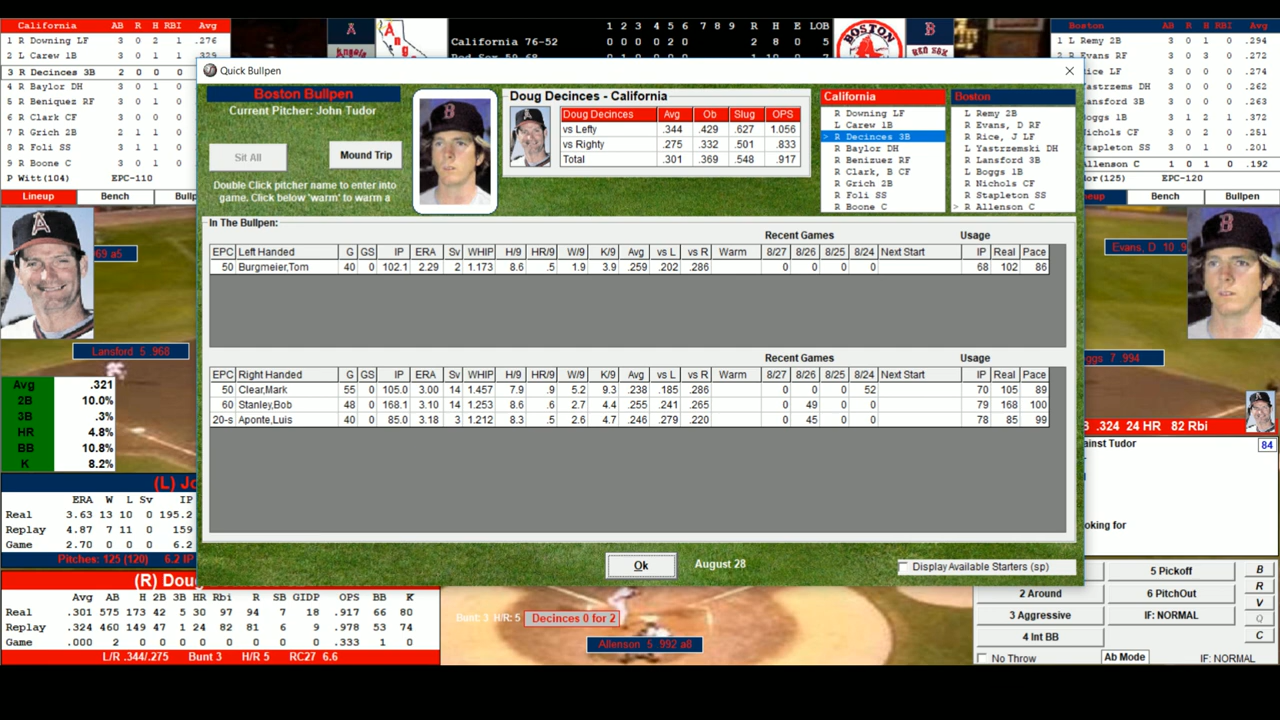 California AB R H RBI Avg
1 R Downing LF 3 0 2 1 .276
2 L Carew 1B 3 0 1 1
3 R Decinces 3B 2 0 0 0
4 R Baylor DH 3 0 0 0
5 R Beniquez RF 3 0 0 0
6 R Clark CF 3 0 1 0
7 R Grich 2B 2 1 1 0
8 R Foli SS 3 1 1 0
9 R Boone C 3 0 1 0
P Witt(104) EPC-110
Lineup Bench
1 2 3 4 5 6 7 8 9 R H E LOB
California 76-52 0 0 0 0 2 0 2 8 0 5
BOSTON
RED SOX
Boston AB R H RBI Avg
1 L Remy 2B 3 0 1 0 .294
2 R Evans RF 3 0 0 0 .272
ice LF 3 0 1 0 .274
astrzems DH 3 0 0 0 .262
ansford 3B 3 0 1 0 .263
oggs 1B 3 1 2 1 .372
ichols CF 3 0 2 0 .251
tapleton SS 3 0 1 0 .201
llenson C 3 0 1 0 .192
or(125) EPC-120
eup Bench Bullpen
Quick Bullpen
Boston Bullpen
Current Pitcher: John Tudor
Sit All
Mound Trip
Double Click pitcher name to enter into
game. Click below 'warm' to warm a
Doug Decinces - California
Doug Decinces Avg Ob Slug OPS
vs Lefty .344 .429 .627 1.056
vs Righty .275 .332 .501 .833
Total .301 .369 .548 .917
California
R Downing LF
L Carew 1B
> R Decinces 3B
R Baylor DH
R Benizuez RF
R Clark, B CF
R Grich 2B
R Foli SS
R Boone C
Boston
L Remy 2B
R Evans, D RF
R Rice, J LF
L Yastrzemski DH
R Lansford 3B
L Boggs 1B
R Nichols CF
R Stapleton SS
> R Allenson C
In The Bullpen:
Recent Games Usage
EPC Left Handed G GS IP ERA Sv WHIP H/9 HR/9 W/9 K/9 Avg vs L vs R Warm 8/27 8/26 8/25 8/24 Next Start IP Real Pace
50 Burgmeier,Tom 40 0 102.1 2.29 2 1.173 8.6 .5 1.9 3.9 .259 .202 .286 0 0 0 0 68 102 86
Recent Games Usage
EPC Right Handed G GS IP ERA Sv WHIP H/9 HR/9 W/9 K/9 Avg vs L vs R Warm 8/27 8/26 8/25 8/24 Next Start IP Real Pace
50 Clear,Mark 55 0 105.0 3.00 14 1.457 7.9 .9 5.2 9.3 .238 .185 .286 0 0 0 52 70 105 89
60 Stanley,Bob 48 0 168.1 3.10 14 1.253 8.6 .6 2.7 4.4 .255 .241 .265 0 49 0 0 79 168 100
20-s Aponte,Luis 40 0 85.0 3.18 3 1.212 8.3 .5 2.6 4.7 .246 .279 .220 0 45 0 0 78 85 99
Ok
August 28
Display Available Starters (sp)
69 a5
Evans, D 10 9
Lansford 5 968
ggs 7 994
Avg .321
2B 10.0%
3B .3%
HR 4.8%
BB 10.8%
K 8.2%
.324 24 HR 82 Rbi
ainst Tudor
84
ooking for
(L) Jo
ERA W L Sv IP
Real 3.63 13 10 0 195.2
Replay 4.87 7 11 0 159
Game 2.70 0 0 0 6.2
Pitches: 125 (120) 6.2 IP
(R) Doug
Avg AB H 2B 3B HR Rbi R SB GIDP OPS BB K
Real .301 575 173 42 5 30 97 94 7 18 .917 66 80
Replay .324 460 149 47 1 24 82 81 6 9 .978 53 74
Game .000 2 0 0 0 0 0 0 0 0 .333 1 0
L/R .344/.275 Bunt 3 H/R 5 RC27 6.6
Bunt: 3 H/R: 5
Decinces 0 for 2
Allenson 5 .992 a8
5 Pickoff
2 Around
6 PitchOut
3 Aggressive
IF: NORMAL
4 Int BB
No Throw
Ab Mode
IF: NORMAL
B
R
V
Q
C